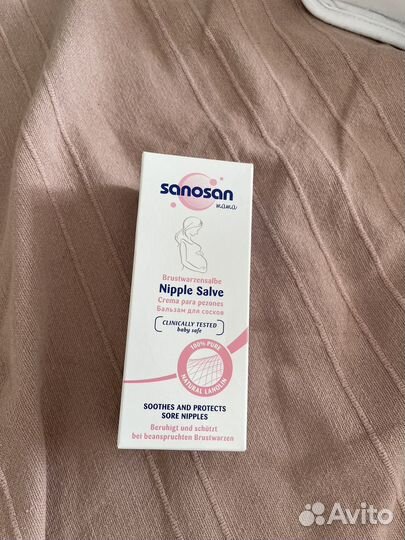 sanosan
mama
Brustwarzensalbe
Nipple Salve
Crema para pezones
Бальзам для сосков
CLINICALLY TESTED
baby safe
100% PURE
NATURAL LANOLIN
SOOTHES AND PROTECTS
SORE NIPPLES
Beruhigt und schützt
bei beanspruchten Brustwarzen
Avito